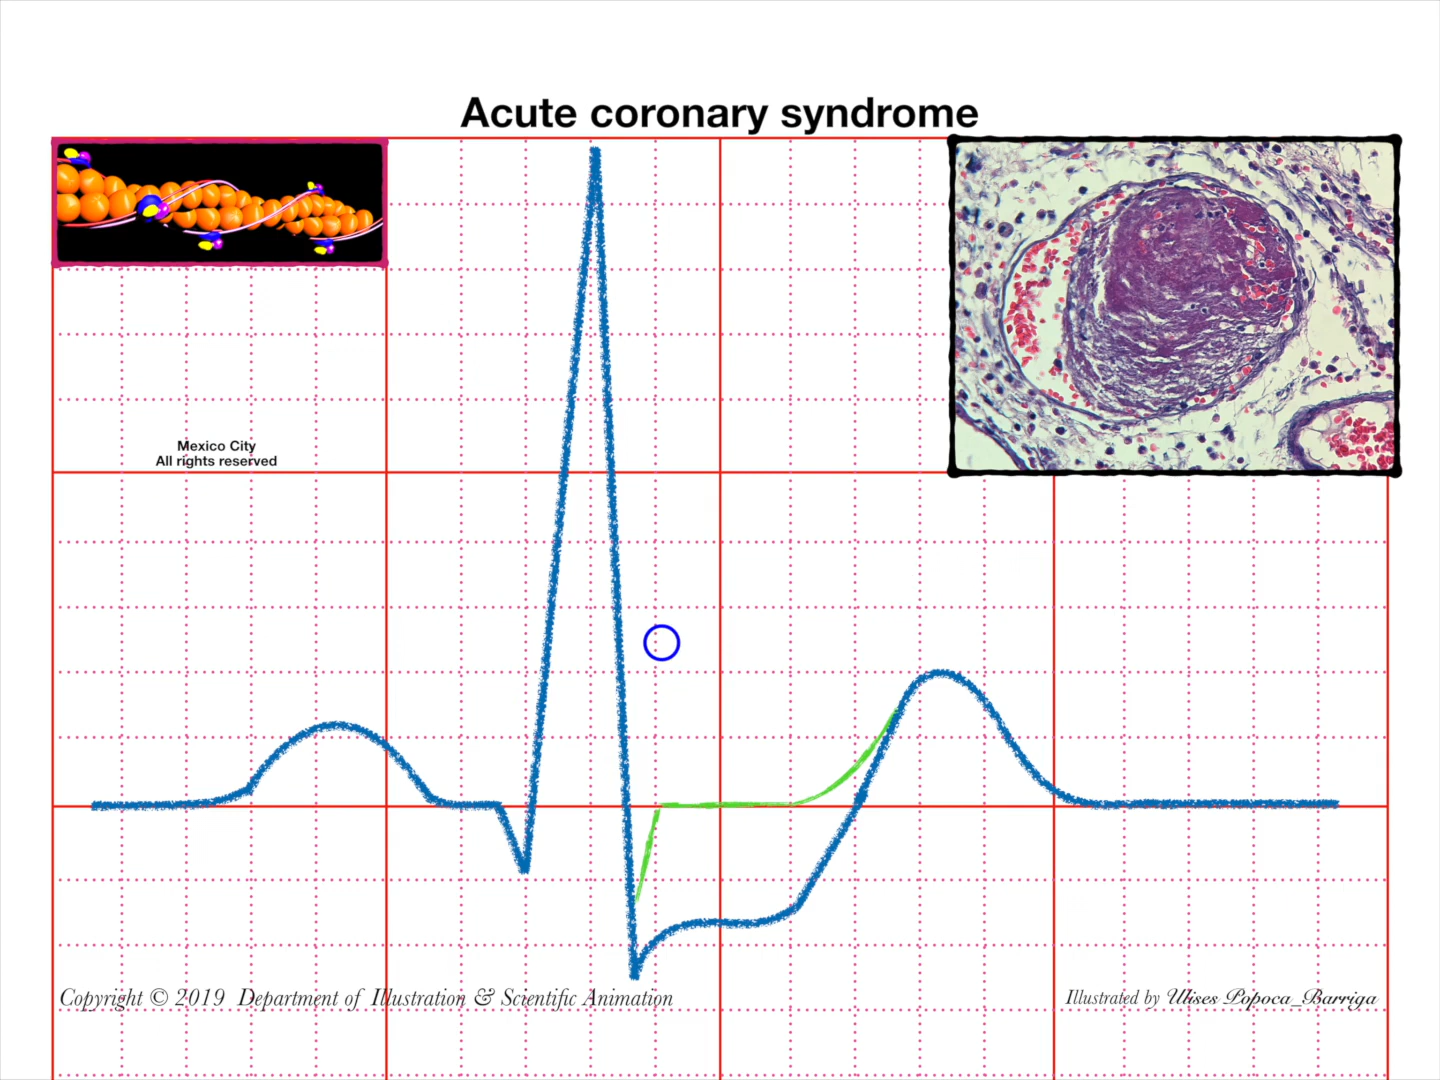 Acute coronary syndrome
Mexico City
All rights reserved
Copyright © 2019 Department of Illustration & Scientific Animation
Illustrated by Ulises Popoca_Barriga